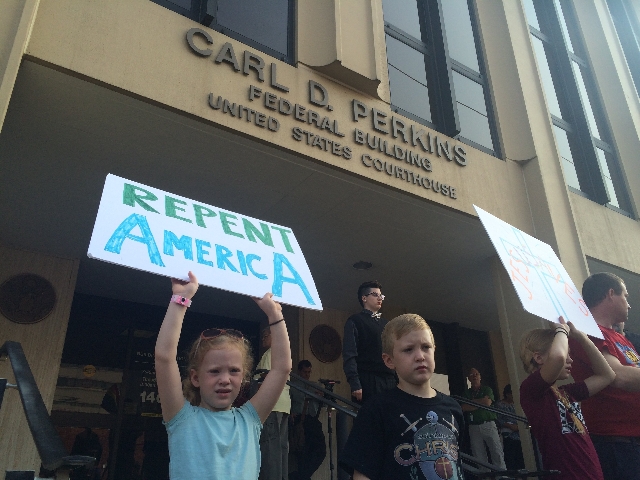 CARL D. PERKINS
FEDERAL BUILDING
UNITED STATES COURTHOUSE
REPENT
AMERICA